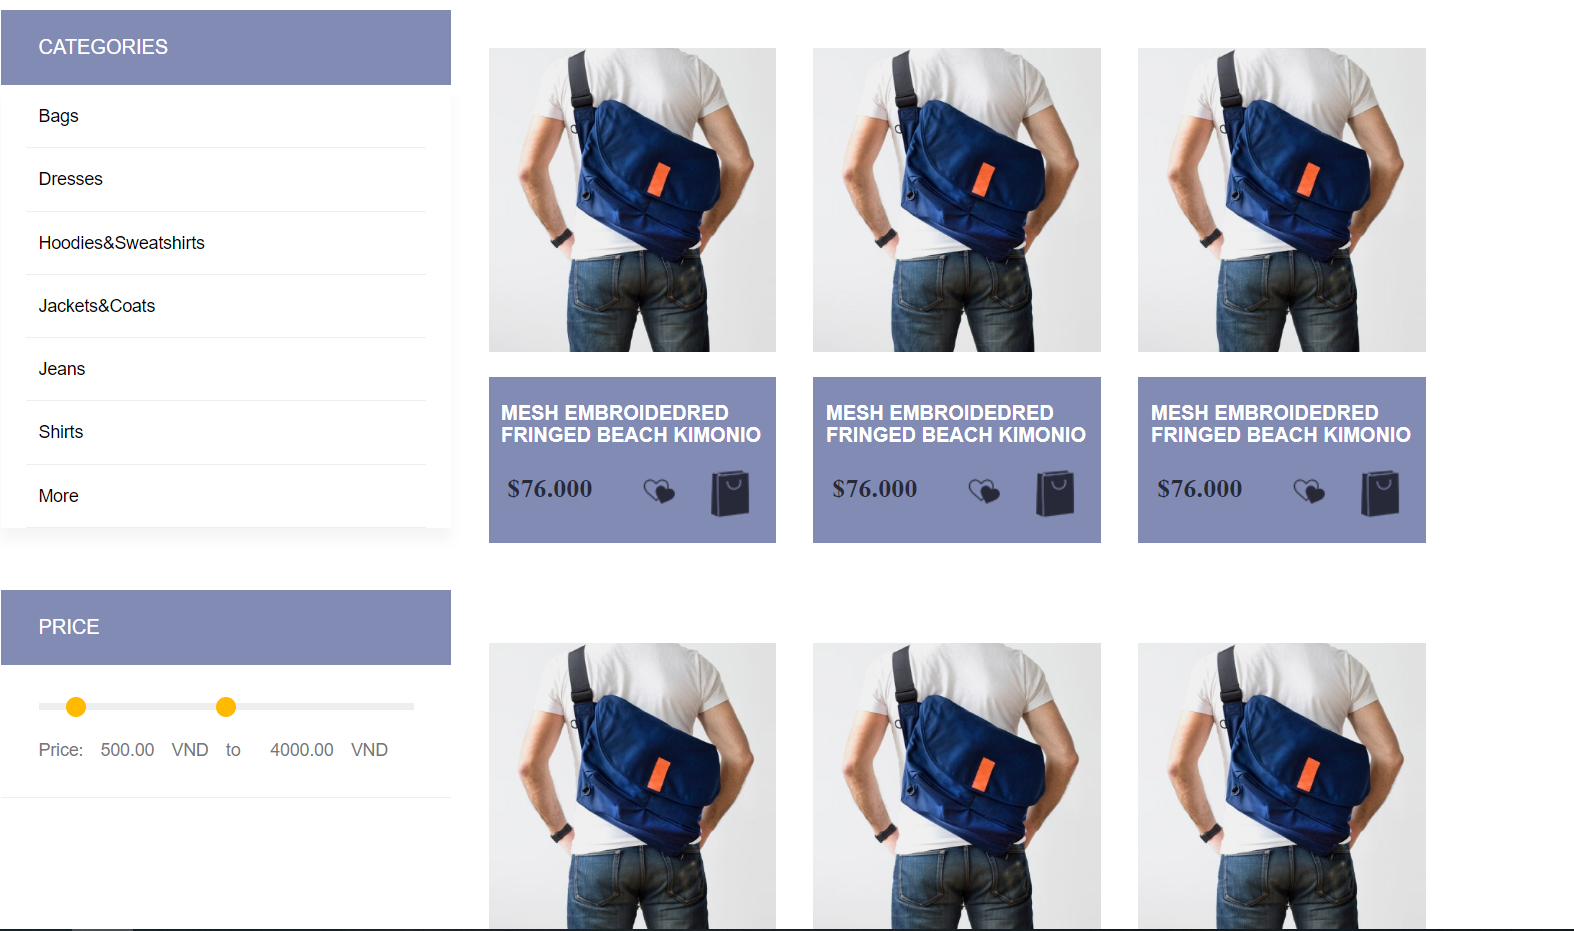 CATEGORIES
Bags
Dresses
Hoodies&Sweatshirts
Jackets&Coats
Jeans
Shirts
More
PRICE
Price: 500.00 VND to 4000.00 VND
MESH EMBROIDEDRED
FRINGED BEACH KIMONIO
$76.000
MESH EMBROIDEDRED
FRINGED BEACH KIMONIO
$76.000
MESH EMBROIDEDRED
FRINGED BEACH KIMONIO
$76.000